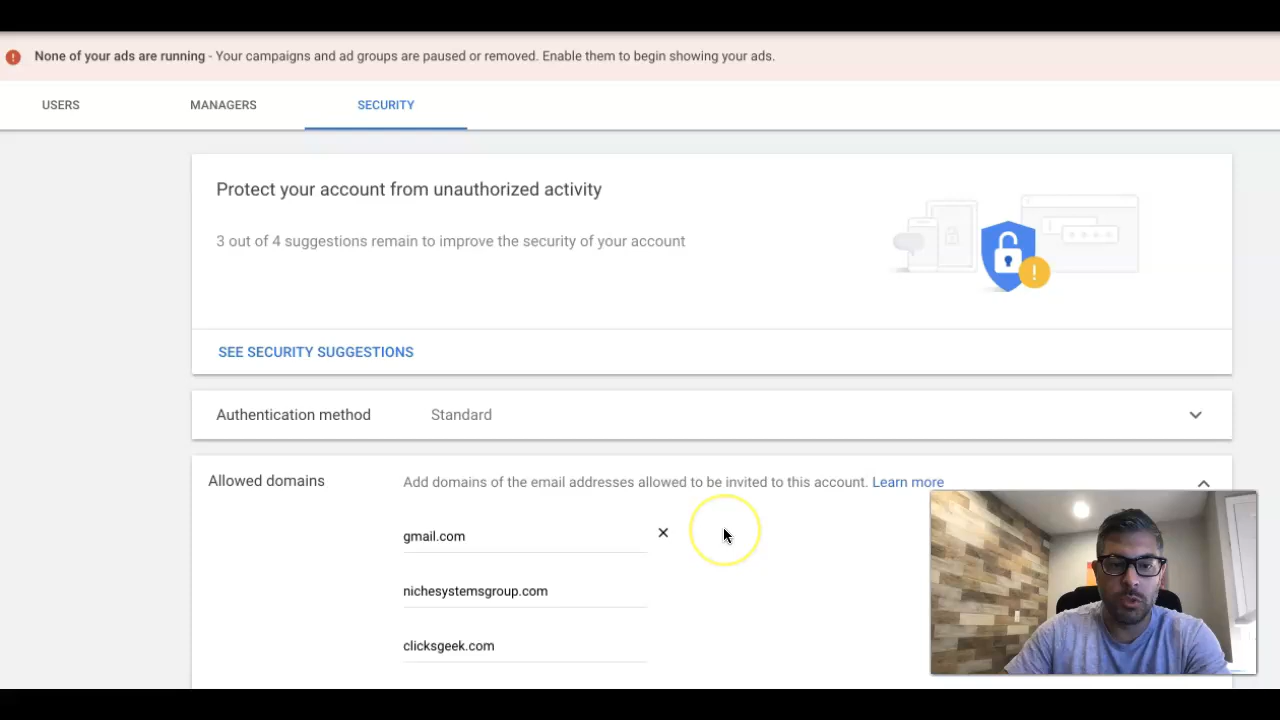 None of your ads are running - Your campaigns and ad groups are paused or removed. Enable them to begin showing your ads.
USERS MANAGERS SECURITY
Protect your account from unauthorized activity
3 out of 4 suggestions remain to improve the security of your account
SEE SECURITY SUGGESTIONS
Authentication method Standard
Allowed domains Add domains of the email addresses allowed to be invited to this account. Learn more
gmail.com
nichesystemsgroup.com
clicksgeek.com